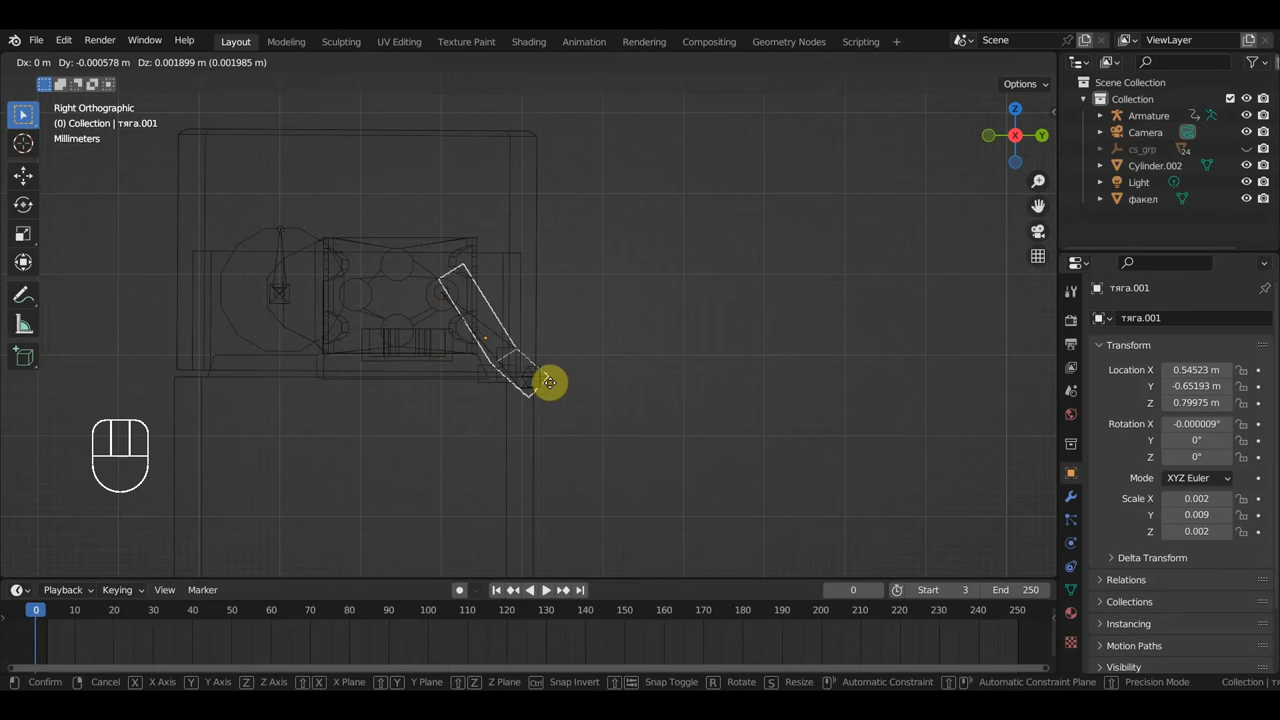 File Edit Render Window Help Layout Modeling Sculpting UV Editing Texture Paint Shading Animation Rendering Compositing Geometry Nodes Scripting + Scene ViewLayer
Dx: 0 m Dy: -0.000578 m Dz: 0.001899 m (0.001985 m)
Options
Right Orthographic
(0) Collection | тяга.001
Millimeters
Z
X
Y
Scene Collection
Collection
Armature
Camera
cs_grp
24
Cylinder.002
Light
факел
тяга.001
тяга.001
Transform
Location X 0.54523 m
Y -0.65193 m
Z 0.79975 m
Rotation X -0.000009°
Y 0°
Z 0°
Mode XYZ Euler
Scale X 0.002
Y 0.009
Z 0.002
Delta Transform
Relations
Collections
Instancing
Motion Paths
Visibility
Playback Keying View Marker 0 Start 3 End 250
0 10 20 30 40 50 60 70 80 90 100 110 120 130 140 150 160 170 180 190 200 210 220 230 240 250
Confirm Cancel X X Axis Y Y Axis Z Z Axis X X Plane Y Y Plane Z Z Plane Ctrl Snap Invert Snap Toggle R Rotate S Resize Automatic Constraint Automatic Constraint Plane Precision Mode Collection | тя